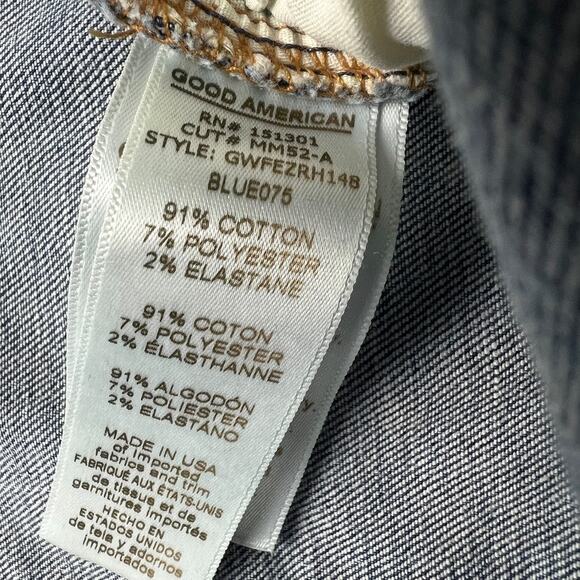 GOOD AMERICAN
RN# 151301
CUT# MM52-A
STYLE: GWFEZRH148
BLUE075
91% COTTON
7% POLYESTER
2% ELASTANE
91% COTON
7% POLYESTER
2% ÉLASTHANNE
91% ALGODÓN
7% POLIÉSTER
2% ELASTANO
MADE IN USA
of imported
fabrics and trim
FABRIQUÉ AUX ÉTATS-UNIS
de tissus et de
garnitures importés
HECHO EN
ESTADOS UNIDOS
de tela y adornos
importados